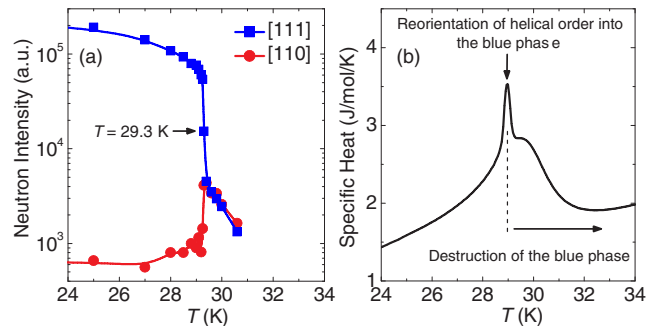 [111]
[110]
(a)
T = 29.3 K
Neutron Intensity (a.u.)
10^5
10^4
10^3
24 26 28 30 32 34
T (K)
Reorientation of helical order into
the blue phas e
(b)
Specific Heat (J/mol/K)
4
3
2
1
Destruction of the blue phase
24 26 28 30 32 34
T (K)